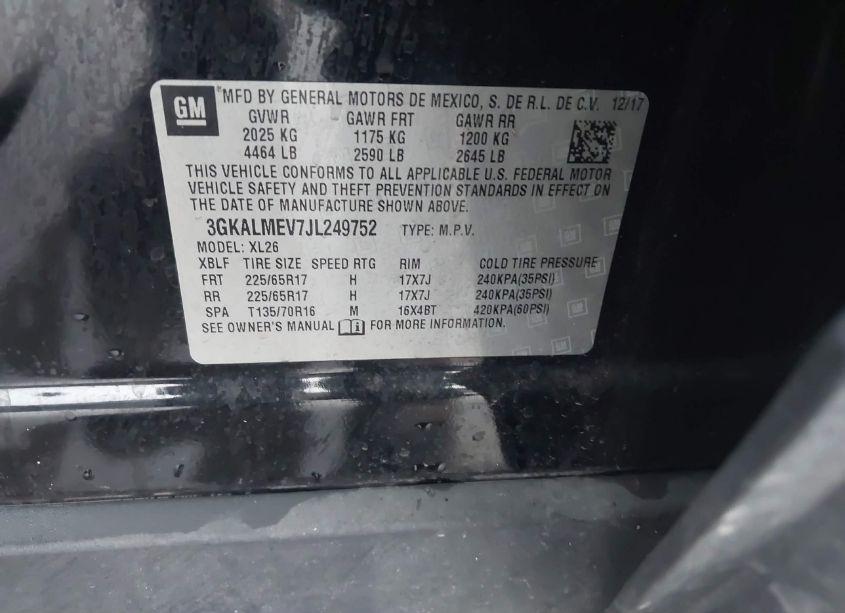 GM
MFD BY GENERAL MOTORS DE MEXICO, S. DE R.L. DE C.V. 12/17
GVWR GAWR FRT GAWR RR
2025 KG 1175 KG 1200 KG
4464 LB 2590 LB 2645 LB
THIS VEHICLE CONFORMS TO ALL APPLICABLE U.S. FEDERAL MOTOR
VEHICLE SAFETY AND THEFT PREVENTION STANDARDS IN EFFECT ON
THE DATE OF MANUFACTURE SHOWN ABOVE.
3GKALMEV7JL249752 TYPE: M.P.V.
MODEL: XL26
XBLF TIRE SIZE SPEED RTG RIM COLD TIRE PRESSURE
FRT 225/65R17 H 17X7J 240KPA(35PSI)
RR 225/65R17 H 17X7J 240KPA(35PSI)
SPA T135/70R16 M 16X4BT 420KPA(60PSI)
SEE OWNER'S MANUAL FOR MORE INFORMATION.